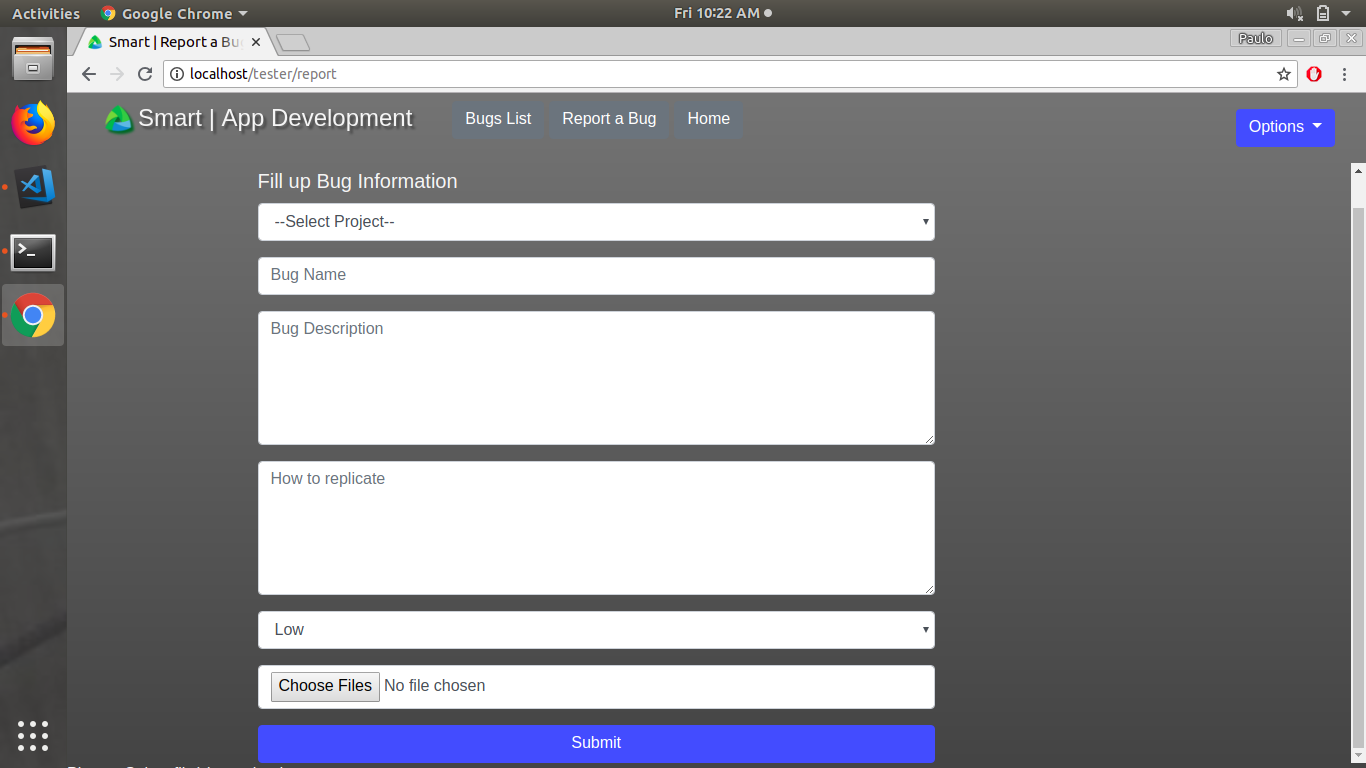 Activities Google Chrome Fri 10:22 AM
Smart | Report a Bu Paulo
localhost/tester/report
Smart | App Development Bugs List Report a Bug Home Options
Fill up Bug Information
--Select Project--
Bug Name
Bug Description
How to replicate
Low
Choose Files No file chosen
Submit